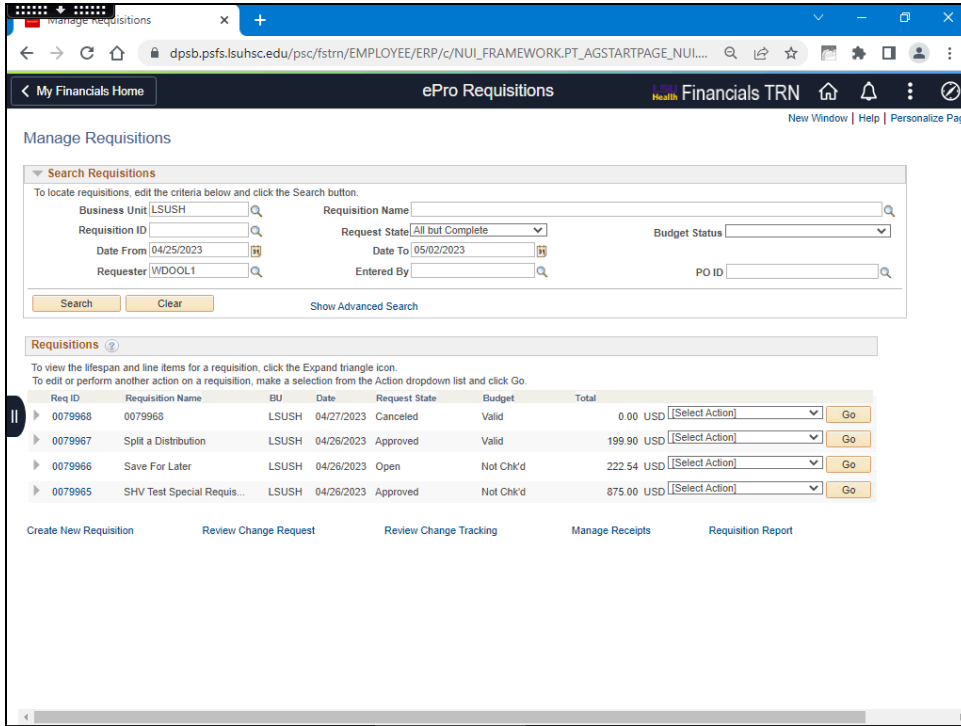 Manage Requisitions
dpsb.psfs.lsuhsc.edu/psc/fstrn/EMPLOYEE/ERP/c/NUI_FRAMEWORK.PT_AGSTARTPAGE_NUI....
My Financials Home ePro Requisitions LSU Health Financials TRN
New Window | Help | Personalize Pag
Manage Requisitions
Search Requisitions
To locate requisitions, edit the criteria below and click the Search button.
Business Unit LSUSH Requisition Name
Requisition ID Request State All but Complete Budget Status
Date From 04/25/2023 Date To 05/02/2023
Requester WDOOL1 Entered By PO ID
Search Clear Show Advanced Search
Requisitions ?
To view the lifespan and line items for a requisition, click the Expand triangle icon.
To edit or perform another action on a requisition, make a selection from the Action dropdown list and click Go.
Req ID Requisition Name BU Date Request State Budget Total
0079968 0079968 LSUSH 04/27/2023 Canceled Valid 0.00 USD [Select Action] Go
0079967 Split a Distribution LSUSH 04/26/2023 Approved Valid 199.90 USD [Select Action] Go
0079966 Save For Later LSUSH 04/26/2023 Open Not Chk'd 222.54 USD [Select Action] Go
0079965 SHV Test Special Requis... LSUSH 04/26/2023 Approved Not Chk'd 875.00 USD [Select Action] Go
Create New Requisition Review Change Request Review Change Tracking Manage Receipts Requisition Report